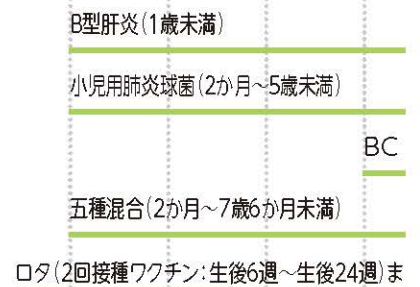 B型肝炎(1歳未満)
小児用肺炎球菌(2か月～5歳未満)
BC
五種混合(2か月～7歳6か月未満)
ロタ(2回接種ワクチン:生後6週～生後24週)ま